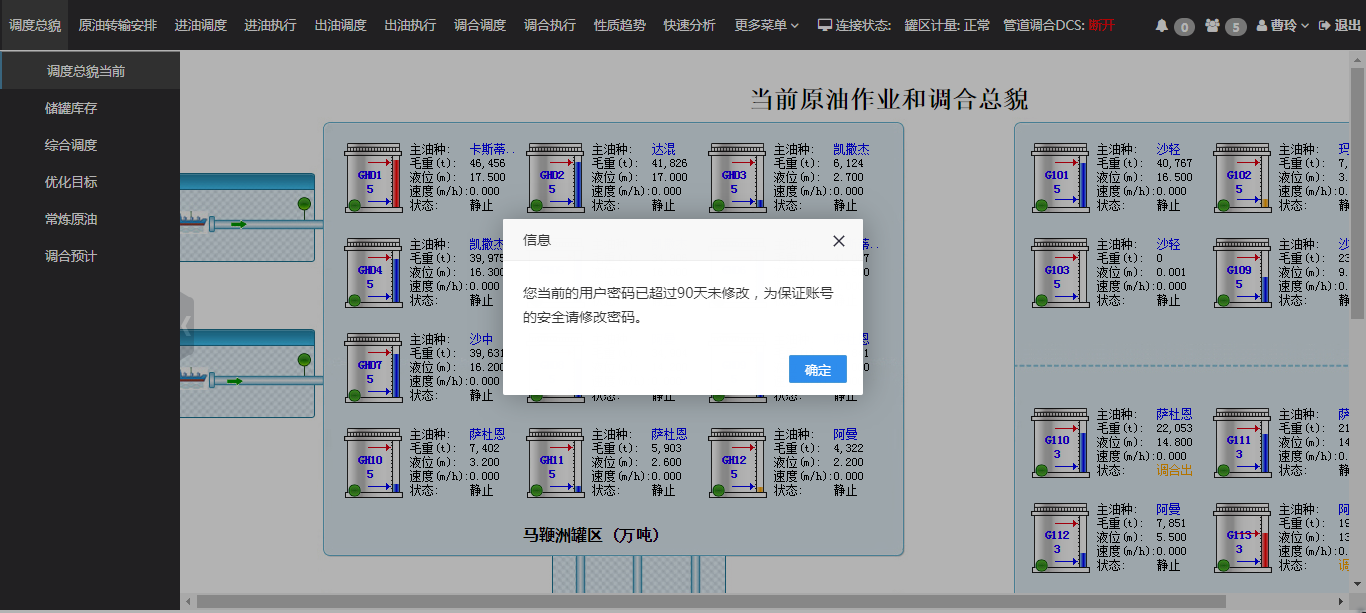 调度总貌 原油转输安排 进油调度 进油执行 出油调度 出油执行 调合调度 调合执行 性质趋势 快速分析 更多菜单 连接状态: 罐区计量: 正常 管道调合DCS: 断开 0 5 曹玲 退出
调度总貌当前
储罐库存
综合调度
优化目标
常炼原油
调合预计
当前原油作业和调合总貌
GH01
5
主油种: 卡斯蒂..
毛重(t): 46,456
液位(m): 17.500
速度(m/h):0.000
状态: 静止
GH02
5
主油种: 达混
毛重(t): 41,826
液位(m): 17.000
速度(m/h):0.000
状态: 静止
GH03
5
主油种: 凯撒杰
毛重(t): 6,124
液位(m): 2.700
速度(m/h):0.000
状态: 静止
GH04
5
主油种: 凯撒杰
毛重(t): 39,975
液位(m): 16.300
速度(m/h):0.000
状态: 静止
GH07
5
主油种: 沙中
毛重(t): 39,631
液位(m): 16.200
速度(m/h):0.000
状态: 静止
状态: 静止
状态: 静止
GH10
5
主油种: 萨杜恩
毛重(t): 7,402
液位(m): 3.200
速度(m/h):0.000
状态: 静止
GH11
5
主油种: 萨杜恩
毛重(t): 5,903
液位(m): 2.600
速度(m/h):0.000
状态: 静止
GH12
5
主油种: 阿曼
毛重(t): 4,322
液位(m): 2.200
速度(m/h):0.000
状态: 静止
马鞭洲罐区 (万吨)
信息
您当前的用户密码已超过90天未修改，为保证账号
的安全请修改密码。
确定
G101
5
主油种: 沙轻
毛重(t): 40,767
液位(m): 16.500
速度(m/h):0.000
状态: 静止
G102
5
主油种:
毛重(t): 7,
液位(m): 3.
速度(m/h):0.
状态: 静
G103
5
主油种: 沙轻
毛重(t): 0
液位(m): 0.001
速度(m/h):0.000
状态: 静止
G109
5
主油种: 沙
毛重(t): 23
液位(m): 9.
速度(m/h):0.
状态: 静
G110
3
主油种: 萨杜恩
毛重(t): 22,053
液位(m): 14.800
速度(m/h):0.000
状态: 调合出
G111
3
主油种: 萨
毛重(t): 21
液位(m): 14
速度(m/h):0.
状态: 静
G112
3
主油种: 阿曼
毛重(t): 7,851
液位(m): 5.500
速度(m/h):0.000
状态: 静止
G113
3
主油种: 阿
毛重(t): 19
液位(m): 13
速度(m/h):0.
状态: 调